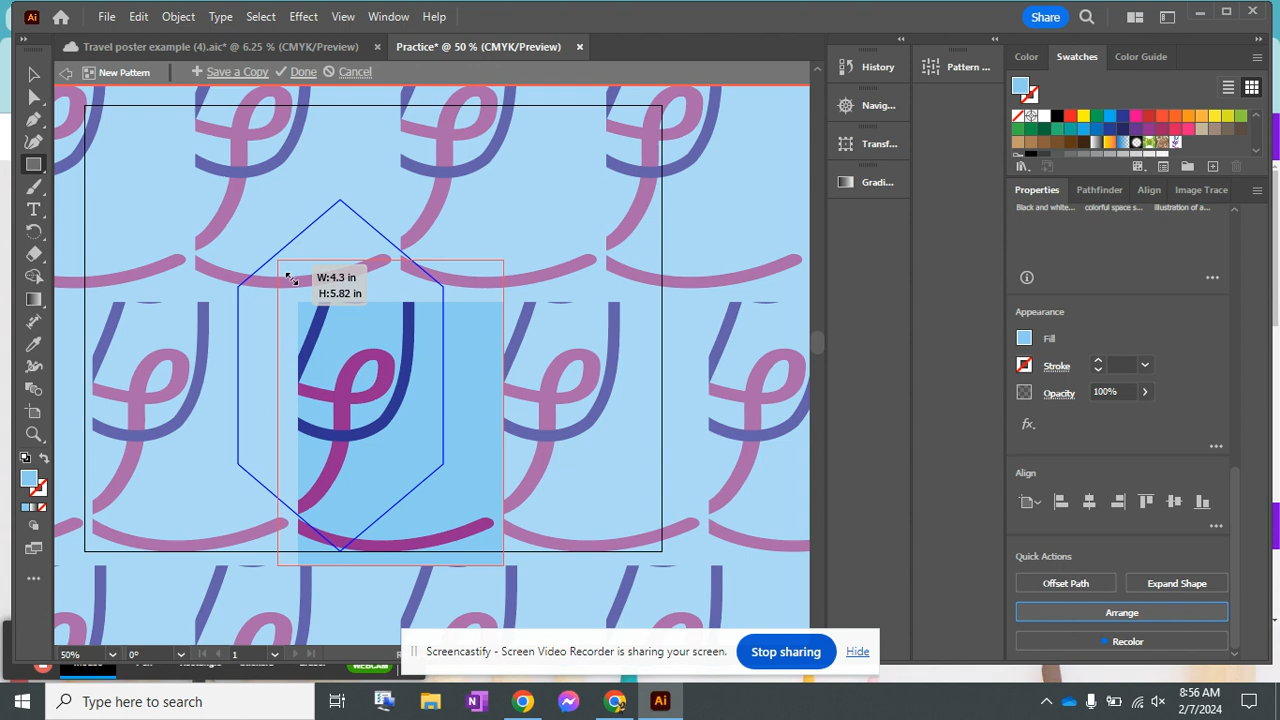 Ai File Edit Object Type Select Effect View Window Help Share
Travel poster example (4).aic* @ 6.25 % (CMYK/Preview) × Practice* @ 50 % (CMYK/Preview) ×
New Pattern + Save a Copy Done Cancel
History
Navig...
Transf...
Gradi...
Pattern ...
Color Swatches Color Guide
Properties Pathfinder Align Image Trace
Black and white... colorful space s... Illustration of a...
Appearance
Fill
Stroke
Opacity 100%
fx.
Align
Quick Actions
Offset Path Expand Shape
Arrange
Recolor
W:4.3 in
H:5.82 in
50% 0° 1
Screencastify - Screen Video Recorder is sharing your screen. Stop sharing Hide
WEBCAM
Type here to search
8:56 AM
2/7/2024